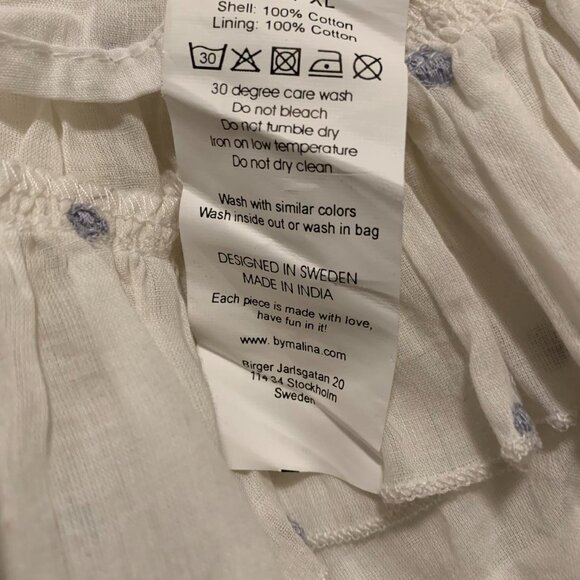 XL
Shell: 100% Cotton
Lining: 100% Cotton
30
30 degree care wash
Do not bleach
Do not tumble dry
Iron on low temperature
Do not dry clean
Wash with similar colors
Wash inside out or wash in bag
DESIGNED IN SWEDEN
MADE IN INDIA
Each piece is made with love,
have fun in it!
www. bymalina.com
Birger Jarlsgatan 20
114 34 Stockholm
Sweden